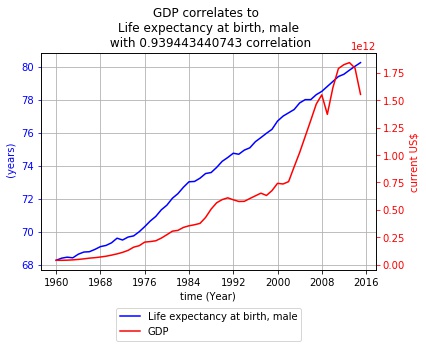 GDP correlates to
Life expectancy at birth, male
with 0.939443440743 correlation
1e12
80
78
76
74
72
70
68
(years)
1.75
1.50
1.25
1.00
0.75
0.50
0.25
0.00
current US$
1960
1968
1976
1984
1992
2000
2008
2016
time (Year)
Life expectancy at birth, male
GDP